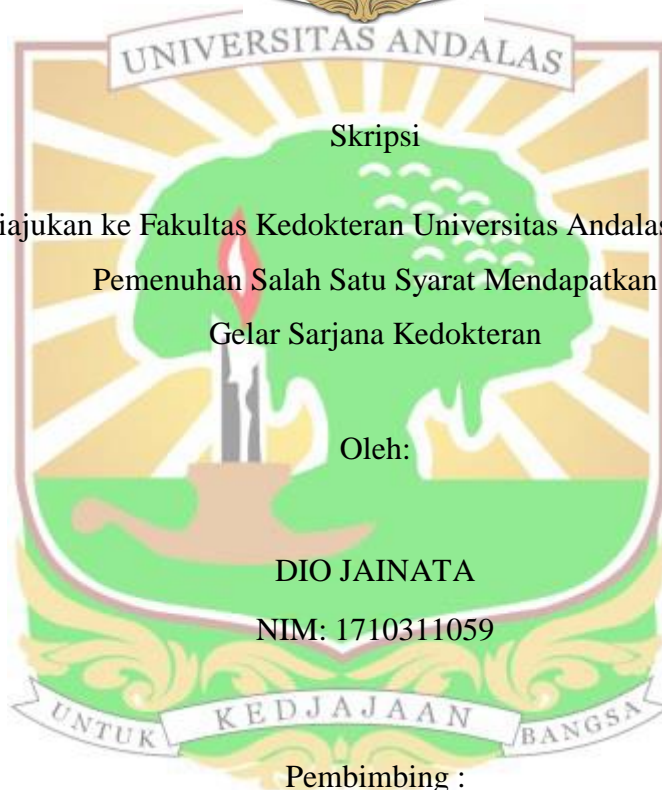 UNIVERSITAS ANDALAS
Skripsi
iajukan ke Fakultas Kedokteran Universitas Andalas
Pemenuhan Salah Satu Syarat Mendapatkan
Gelar Sarjana Kedokteran
Oleh:
DIO JAINATA
NIM: 1710311059
UNTUK KEDJAJAAN BANGSA
Pembimbing :